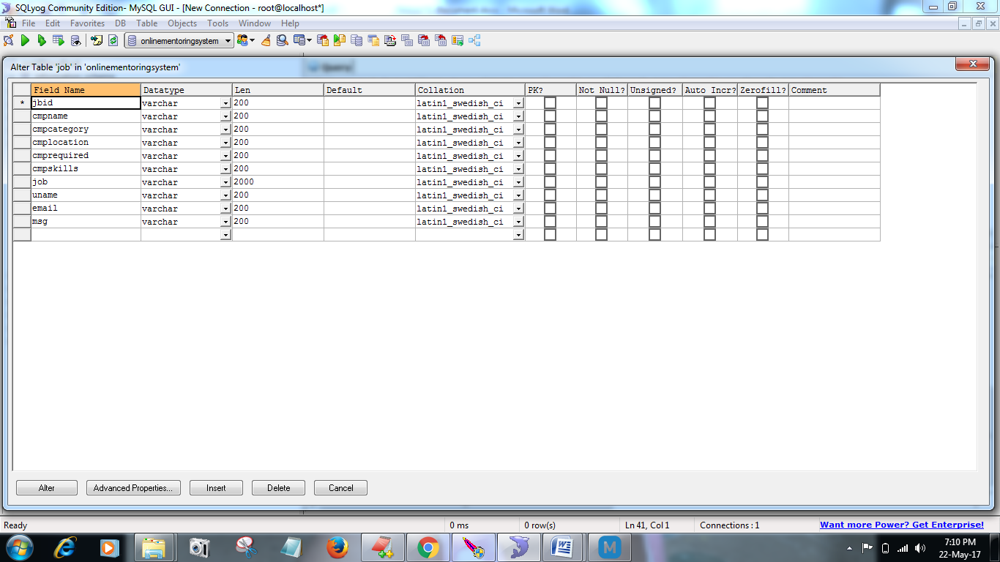 SQLyog Community Edition- MySQL GUI - [New Connection - root@localhost*]
File Edit Favorites DB Table Objects Tools Window Help
onlinementoringsystem
Alter Table 'job' in 'onlinementoringsystem'
Field Name Datatype Len Default Collation PK? Not Null? Unsigned? Auto Incr? Zerofill? Comment
* jbid varchar 200 latin1_swedish_ci
cmpname varchar 200 latin1_swedish_ci
cmpcategory varchar 200 latin1_swedish_ci
cmplocation varchar 200 latin1_swedish_ci
cmprequired varchar 200 latin1_swedish_ci
cmpskills varchar 200 latin1_swedish_ci
job varchar 2000 latin1_swedish_ci
uname varchar 200 latin1_swedish_ci
email varchar 200 latin1_swedish_ci
msg varchar 200 latin1_swedish_ci
Alter Advanced Properties... Insert Delete Cancel
Ready 0 ms 0 row(s) Ln 41, Col 1 Connections : 1 Want more Power? Get Enterprise!
7:10 PM
22-May-17